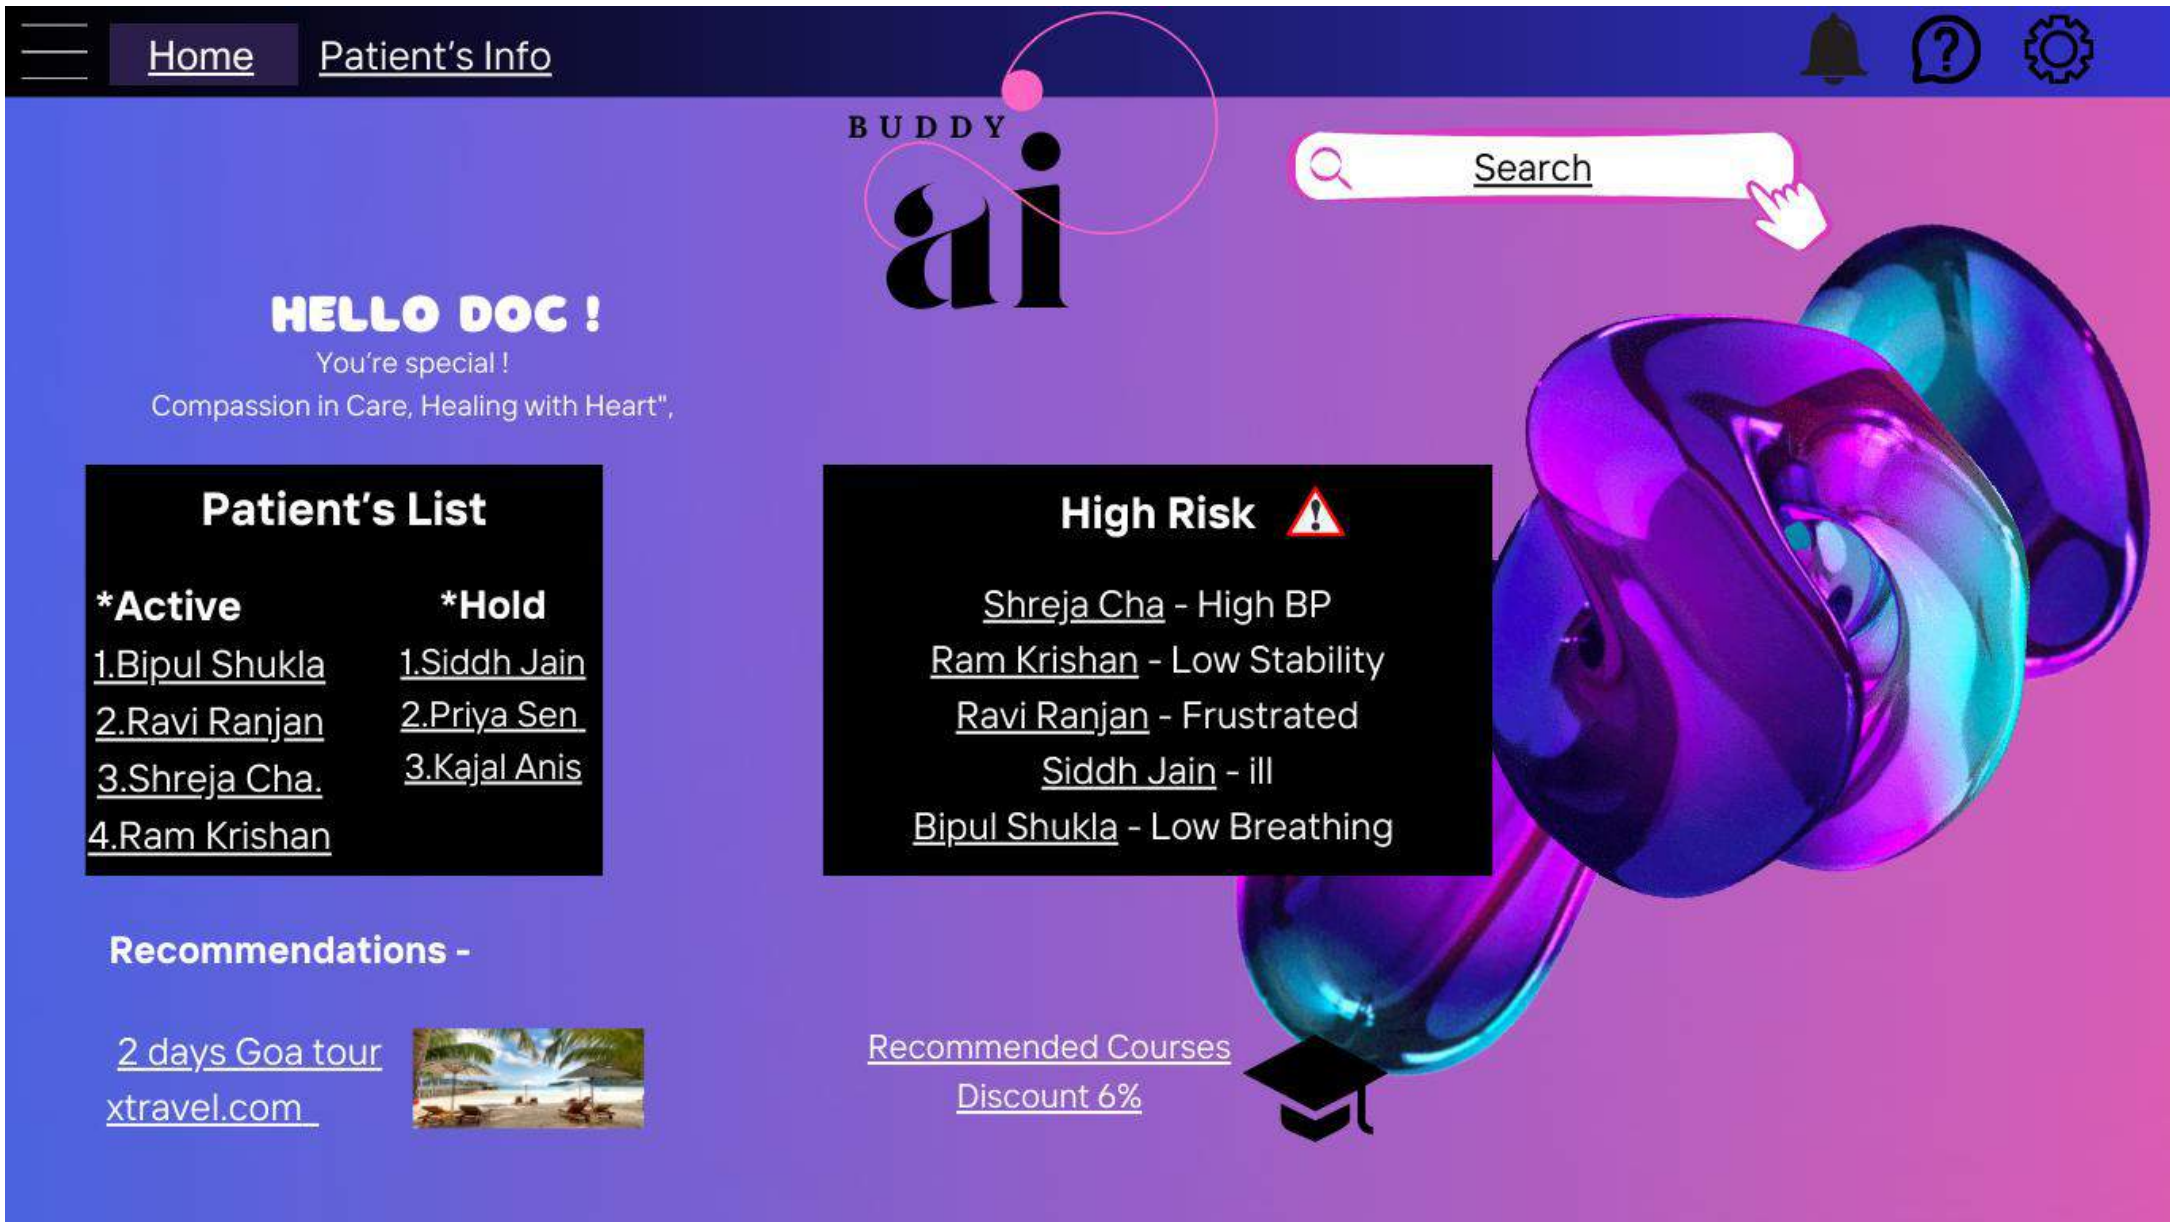 Home Patient's Info
BUDDY
ai
Search
HELLO DOC !
You're special !
Compassion in Care, Healing with Heart",
Patient's List
*Active
1.Bipul Shukla
2.Ravi Ranjan
3.Shreja Cha.
4.Ram Krishan
*Hold
1.Siddh Jain
2.Priya Sen
3.Kajal Anis
High Risk
Shreja Cha - High BP
Ram Krishan - Low Stability
Ravi Ranjan - Frustrated
Siddh Jain - ill
Bipul Shukla - Low Breathing
Recommendations -
2 days Goa tour
xtravel.com
Recommended Courses
Discount 6%